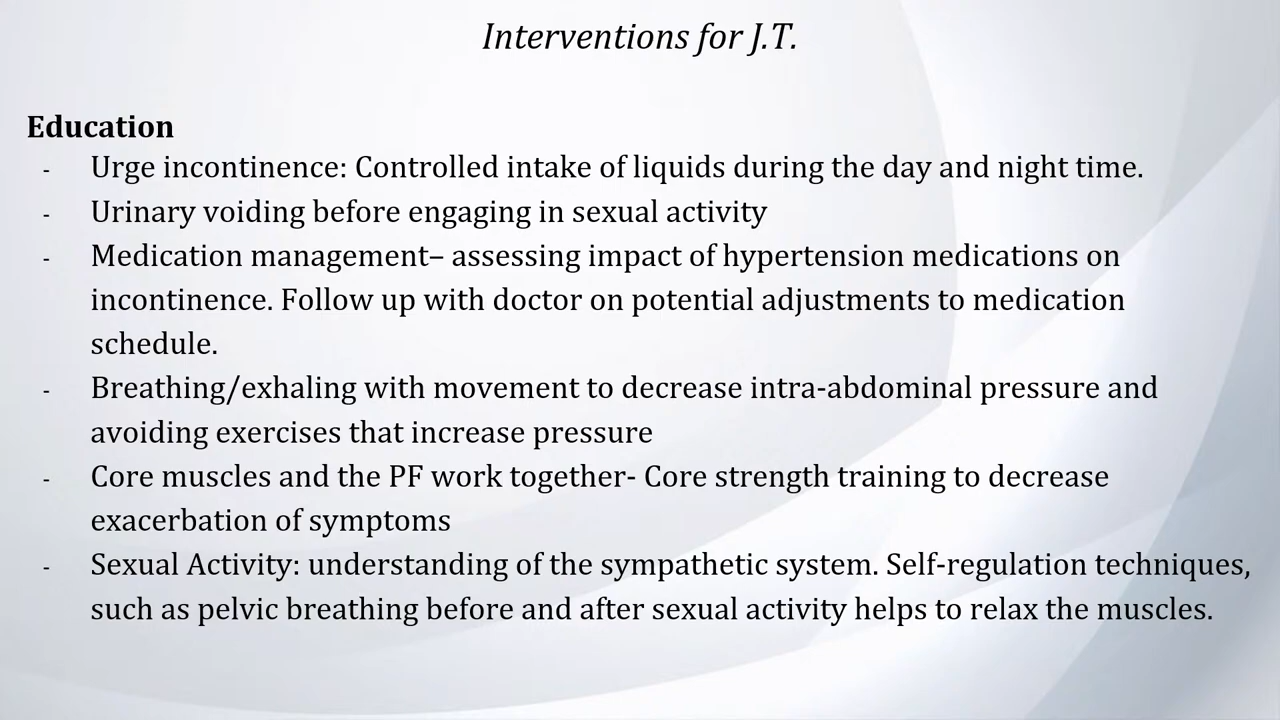 Interventions for J.T.
Education
- Urge incontinence: Controlled intake of liquids during the day and night time.
- Urinary voiding before engaging in sexual activity
- Medication management– assessing impact of hypertension medications on
incontinence. Follow up with doctor on potential adjustments to medication
schedule.
- Breathing/exhaling with movement to decrease intra-abdominal pressure and
avoiding exercises that increase pressure
- Core muscles and the PF work together- Core strength training to decrease
exacerbation of symptoms
- Sexual Activity: understanding of the sympathetic system. Self-regulation techniques,
such as pelvic breathing before and after sexual activity helps to relax the muscles.